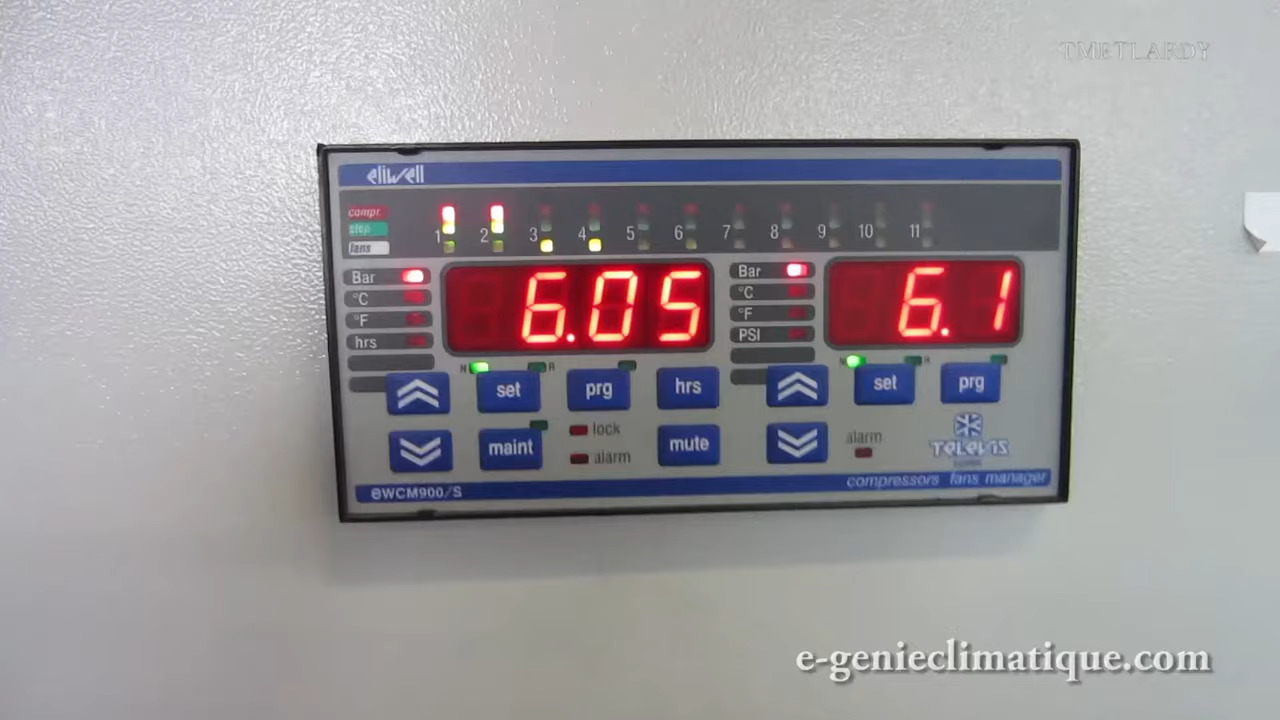 TMETLARDY
eliwell
compr.
step
fans
1 2 3 4 5 6 7 8 9 10 11
Bar
°C
°F
hrs
6.05
Bar
°C
°F
PSI
6.1
N R N R
set prg hrs set prg
maint lock alarm mute alarm
TELEVIS
eWCM900/S compressors fans manager
e-genieclimatique.com